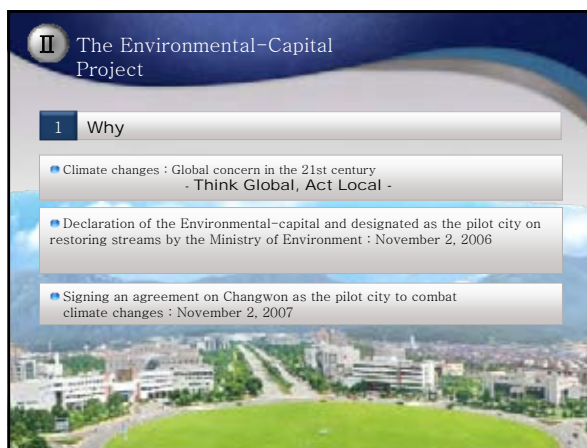 Ⅱ The Environmental-Capital
Project
1 Why
Climate changes : Global concern in the 21st century
- Think Global, Act Local -
Declaration of the Environmental-capital and designated as the pilot city on
restoring streams by the Ministry of Environment : November 2, 2006
Signing an agreement on Changwon as the pilot city to combat
climate changes : November 2, 2007